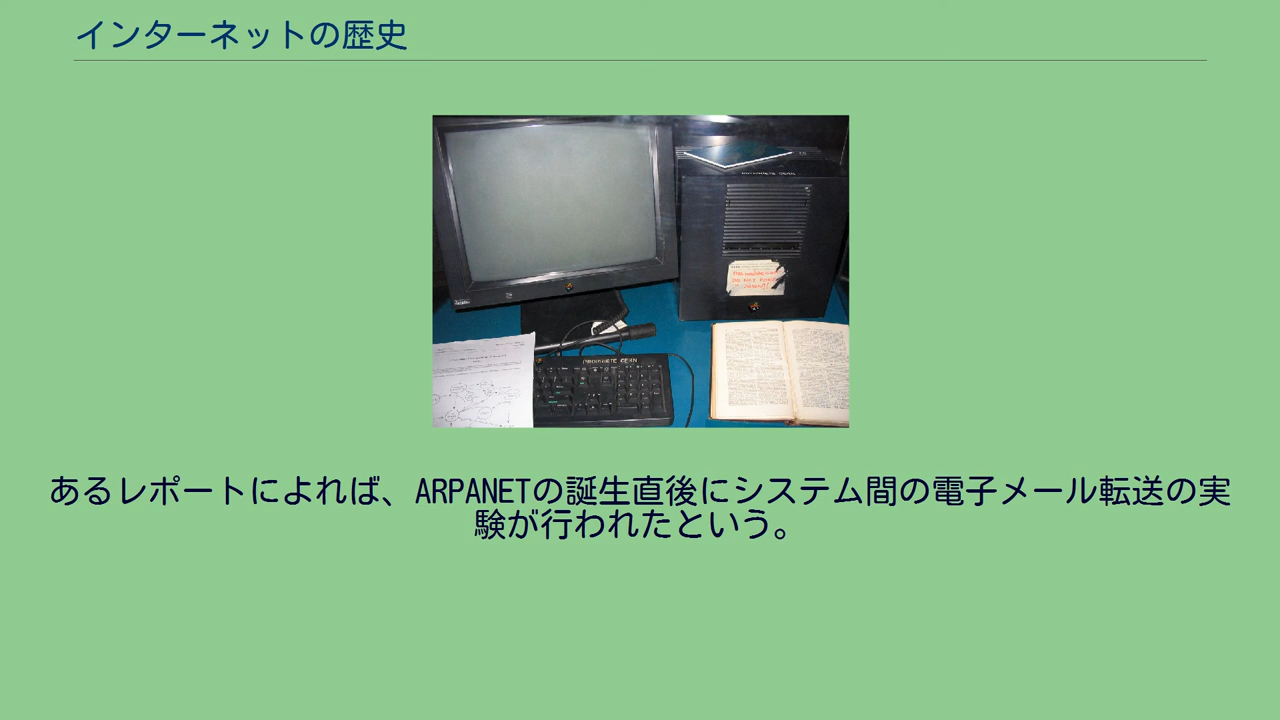 インターネットの歴史
PROPRIETE CERN
あるレポートによれば、ARPANETの誕生直後にシステム間の電子メール転送の実
験が行われたという。